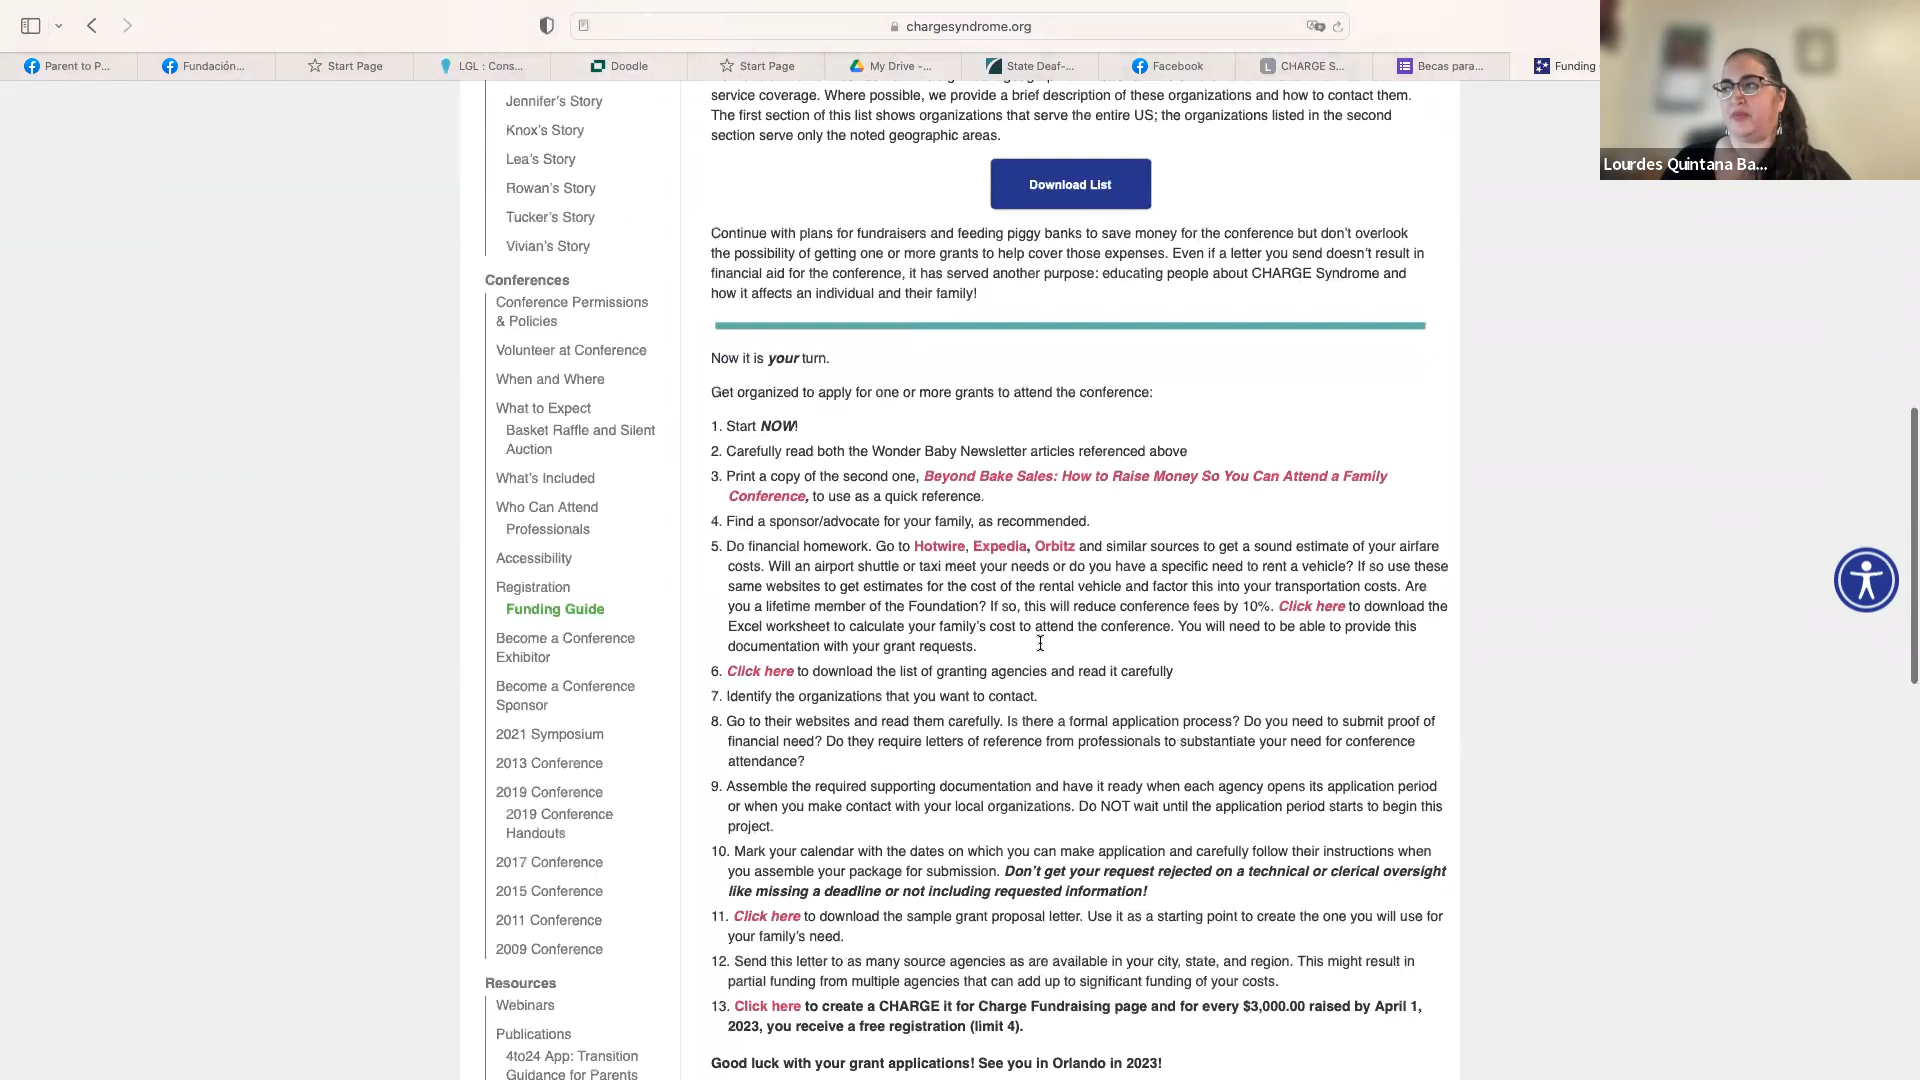 chargesyndrome.org
Parent to P...
Fundación...
Start Page
LGL : Cons...
Doodle
Start Page
My Drive -...
State Deaf-...
Facebook
CHARGE S...
Becas para...
Funding
Lourdes Quintana Ba...
Jennifer's Story
Knox's Story
Lea's Story
Rowan's Story
Tucker's Story
Vivian's Story
Conferences
Conference Permissions
& Policies
Volunteer at Conference
When and Where
What to Expect
Basket Raffle and Silent
Auction
What's Included
Who Can Attend
Professionals
Accessibility
Registration
Funding Guide
Become a Conference
Exhibitor
Become a Conference
Sponsor
2021 Symposium
2013 Conference
2019 Conference
2019 Conference
Handouts
2017 Conference
2015 Conference
2011 Conference
2009 Conference
Resources
Webinars
Publications
4to24 App: Transition
Guidance for Parents
service coverage. Where possible, we provide a brief description of these organizations and how to contact them.
The first section of this list shows organizations that serve the entire US; the organizations listed in the second
section serve only the noted geographic areas.
Download List
Continue with plans for fundraisers and feeding piggy banks to save money for the conference but don't overlook
the possibility of getting one or more grants to help cover those expenses. Even if a letter you send doesn't result in
financial aid for the conference, it has served another purpose: educating people about CHARGE Syndrome and
how it affects an individual and their family!
Now it is your turn.
Get organized to apply for one or more grants to attend the conference:
1. Start NOW!
2. Carefully read both the Wonder Baby Newsletter articles referenced above
3. Print a copy of the second one, Beyond Bake Sales: How to Raise Money So You Can Attend a Family
Conference, to use as a quick reference.
4. Find a sponsor/advocate for your family, as recommended.
5. Do financial homework. Go to Hotwire, Expedia, Orbitz and similar sources to get a sound estimate of your airfare
costs. Will an airport shuttle or taxi meet your needs or do you have a specific need to rent a vehicle? If so use these
same websites to get estimates for the cost of the rental vehicle and factor this into your transportation costs. Are
you a lifetime member of the Foundation? If so, this will reduce conference fees by 10%. Click here to download the
Excel worksheet to calculate your family's cost to attend the conference. You will need to be able to provide this
documentation with your grant requests.
6. Click here to download the list of granting agencies and read it carefully
7. Identify the organizations that you want to contact.
8. Go to their websites and read them carefully. Is there a formal application process? Do you need to submit proof of
financial need? Do they require letters of reference from professionals to substantiate your need for conference
attendance?
9. Assemble the required supporting documentation and have it ready when each agency opens its application period
or when you make contact with your local organizations. Do NOT wait until the application period starts to begin this
project.
10. Mark your calendar with the dates on which you can make application and carefully follow their instructions when
you assemble your package for submission. Don't get your request rejected on a technical or clerical oversight
like missing a deadline or not including requested information!
11. Click here to download the sample grant proposal letter. Use it as a starting point to create the one you will use for
your family's need.
12. Send this letter to as many source agencies as are available in your city, state, and region. This might result in
partial funding from multiple agencies that can add up to significant funding of your costs.
13. Click here to create a CHARGE it for Charge Fundraising page and for every $3,000.00 raised by April 1,
2023, you receive a free registration (limit 4).
Good luck with your grant applications! See you in Orlando in 2023!